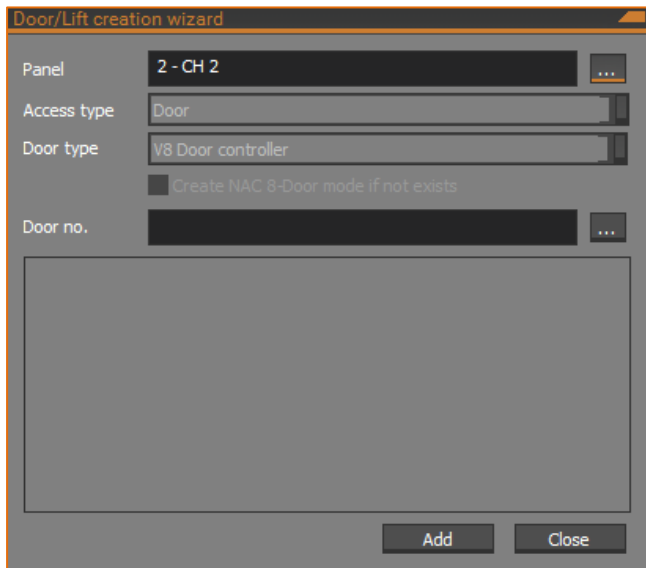 Door/Lift creation wizard
Panel 2 - CH 2 ...
Access type Door
Door type V8 Door controller
Create NAC 8-Door mode if not exists
Door no. ...
Add Close